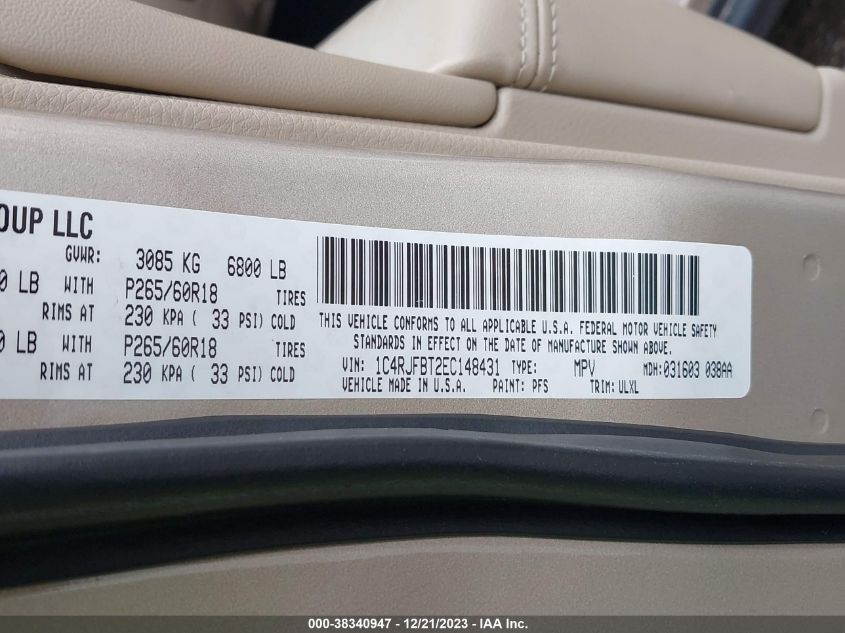 OUP LLC
GVWR: 3085 KG 6800 LB
0 LB WITH P265/60R18 TIRES
RIMS AT 230 KPA ( 33 PSI) COLD
0 LB WITH P265/60R18 TIRES
RIMS AT 230 KPA ( 33 PSI) COLD
THIS VEHICLE CONFORMS TO ALL APPLICABLE U.S.A. FEDERAL MOTOR VEHICLE SAFETY
STANDARDS IN EFFECT ON THE DATE OF MANUFACTURE SHOWN ABOVE.
VIN: 1C4RJFBT2EC148431 TYPE: MPV MDH: 031603 038AA
VEHICLE MADE IN U.S.A. PAINT: PFS TRIM: ULXL
000-38340947 - 12/21/2023 - IAA Inc.